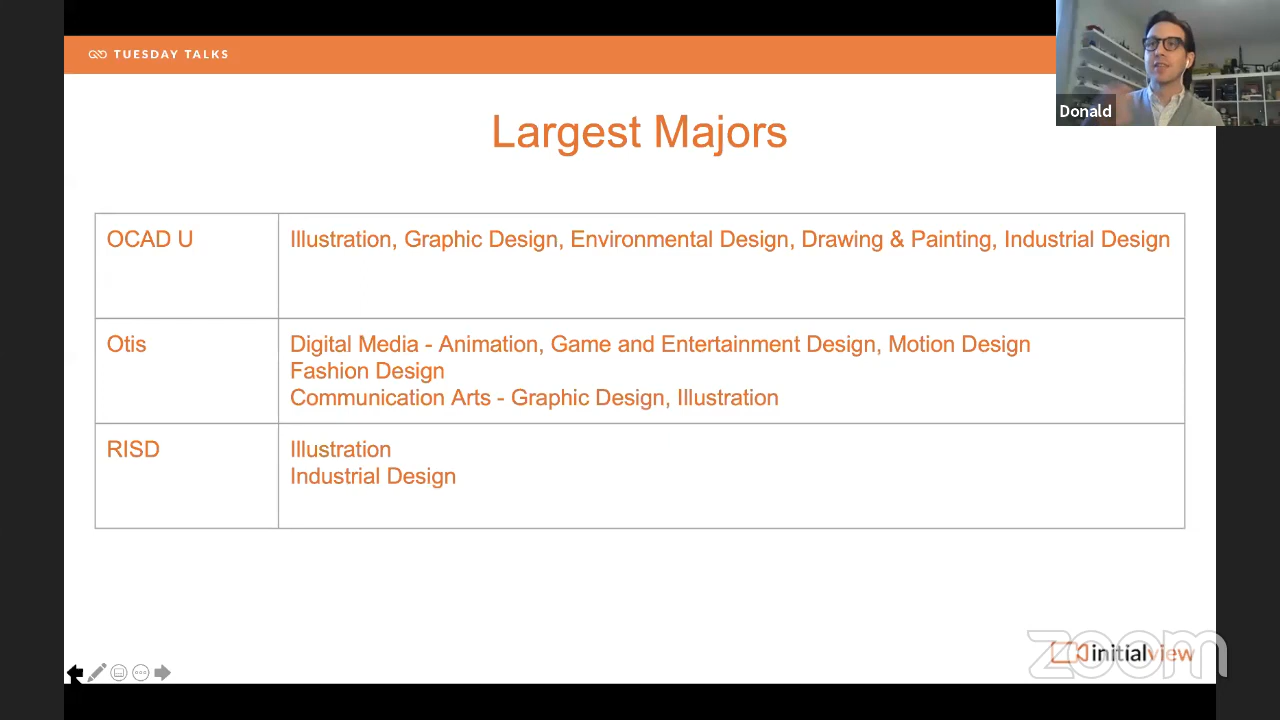 TUESDAY TALKS
Donald
Largest Majors
OCAD U
Illustration, Graphic Design, Environmental Design, Drawing & Painting, Industrial Design
Otis
Digital Media - Animation, Game and Entertainment Design, Motion Design
Fashion Design
Communication Arts - Graphic Design, Illustration
RISD
Illustration
Industrial Design
initialview
zoom